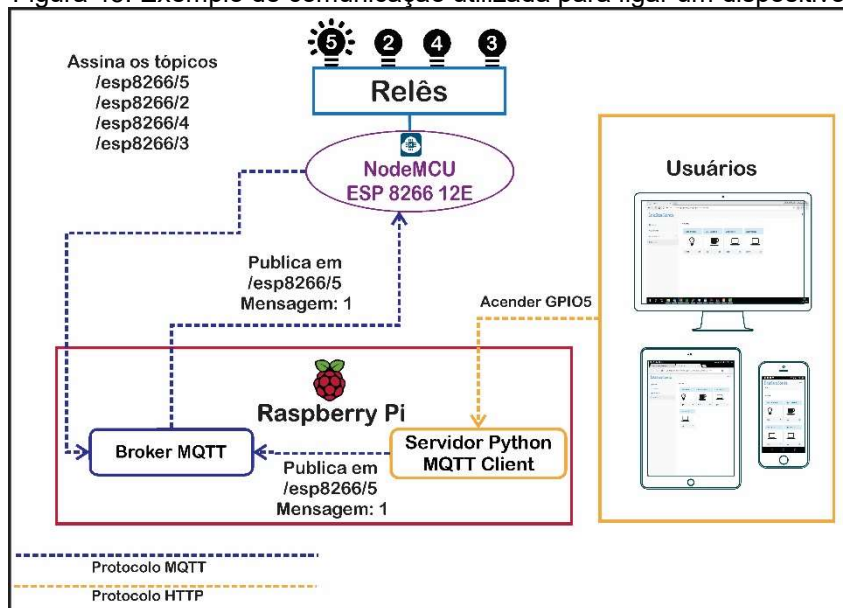 Figura 48: Exemplo de comunicação utilizada para ligar um dispositivo
5 2 4 3
Relês
Assina os tópicos
/esp8266/5
/esp8266/2
/esp8266/4
/esp8266/3
NodeMCU
ESP 8266 12E
Usuários
Publica em
/esp8266/5
Mensagem: 1
Acender GPIO5
Raspberry Pi
Broker MQTT
Servidor Python
MQTT Client
Publica em
/esp8266/5
Mensagem: 1
Protocolo MQTT
Protocolo HTTP